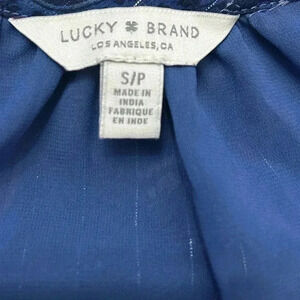 LUCKY BRAND
LOS ANGELES, CA
S/P
MADE IN
INDIA
FABRIQUE
EN INDE